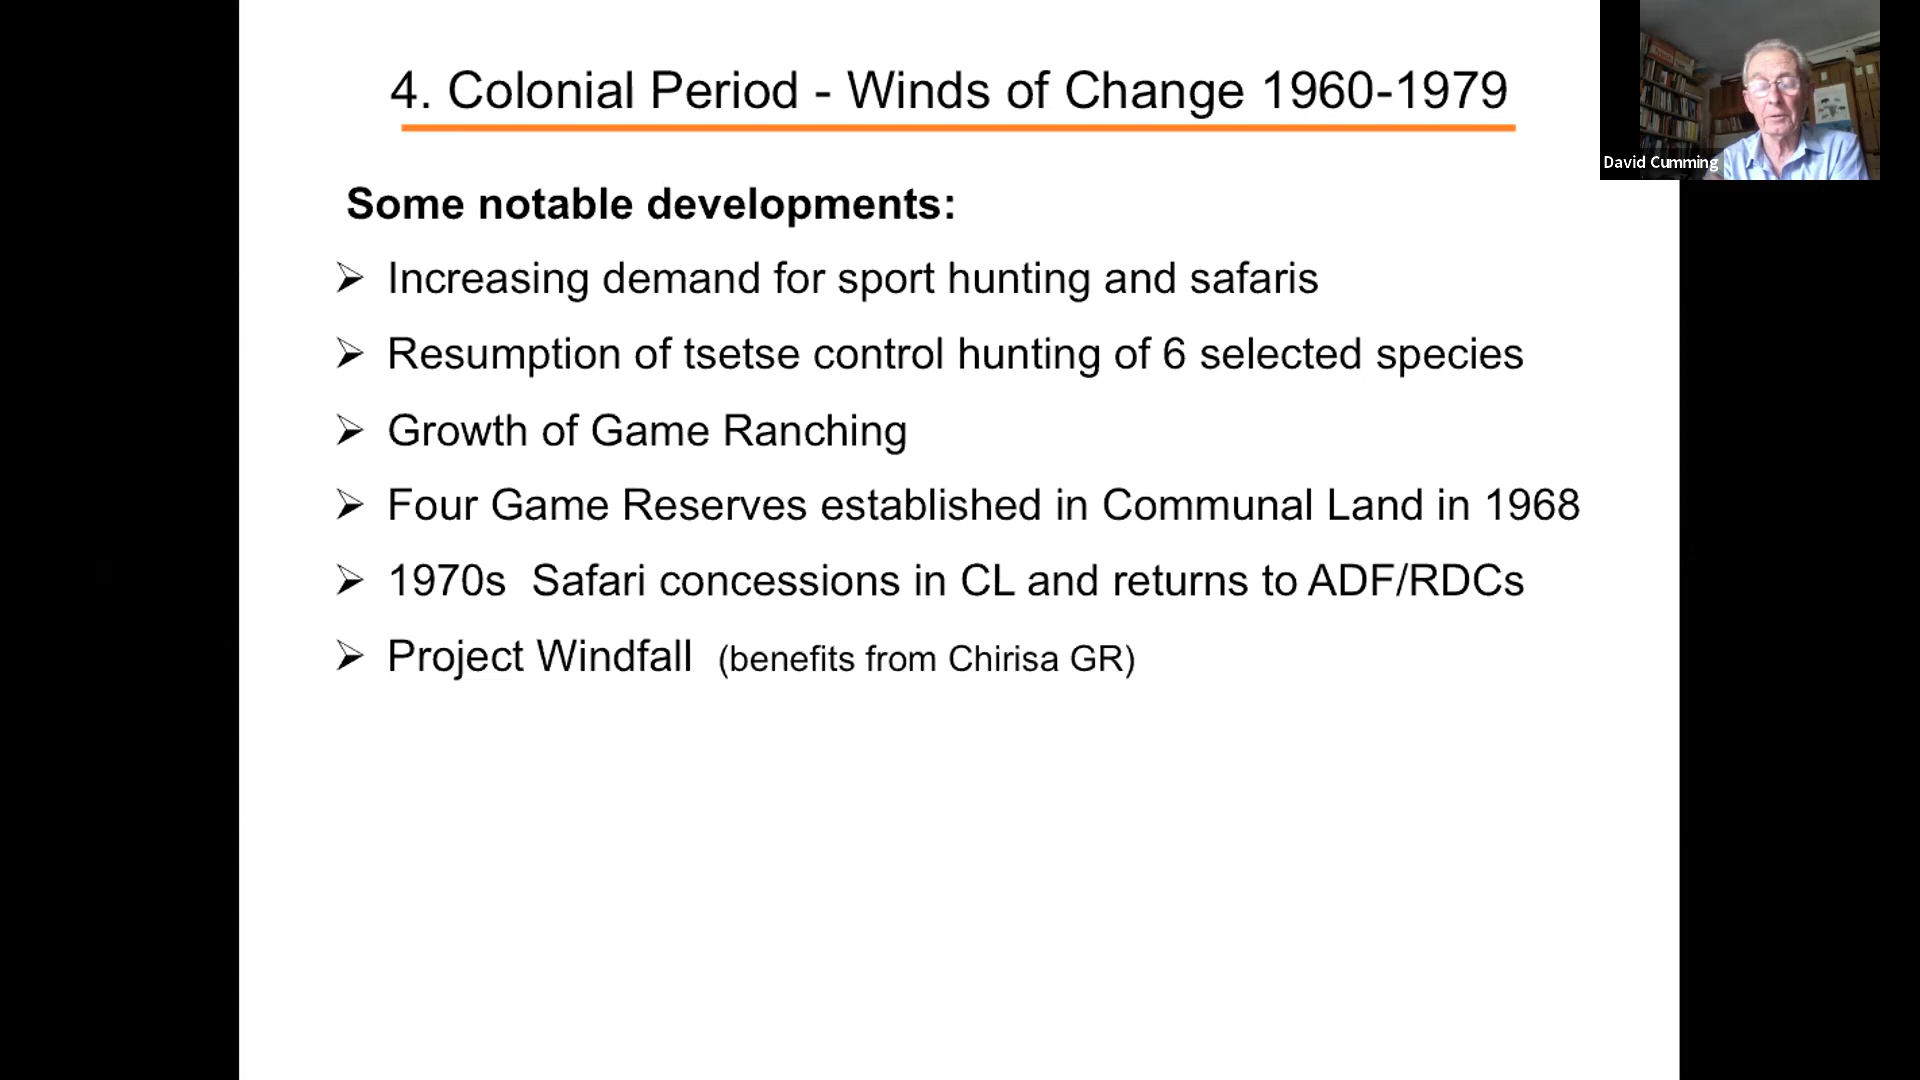 4. Colonial Period - Winds of Change 1960-1979
David Cumming
Some notable developments:
➢ Increasing demand for sport hunting and safaris
➢ Resumption of tsetse control hunting of 6 selected species
➢ Growth of Game Ranching
➢ Four Game Reserves established in Communal Land in 1968
➢ 1970s Safari concessions in CL and returns to ADF/RDCs
➢ Project Windfall (benefits from Chirisa GR)